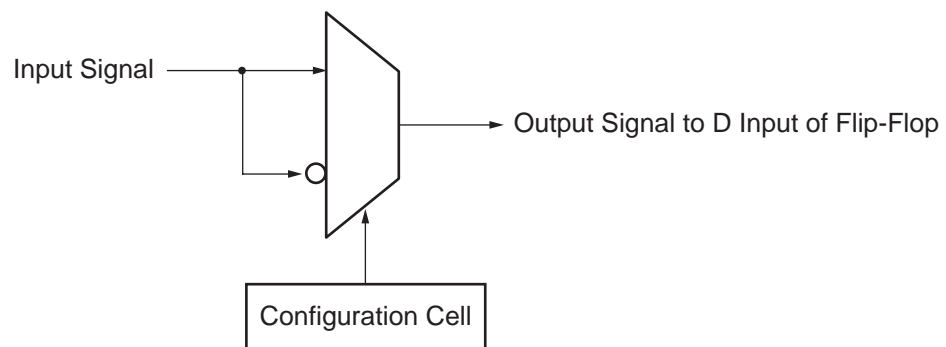 Input Signal
Output Signal to D Input of Flip-Flop
Configuration Cell